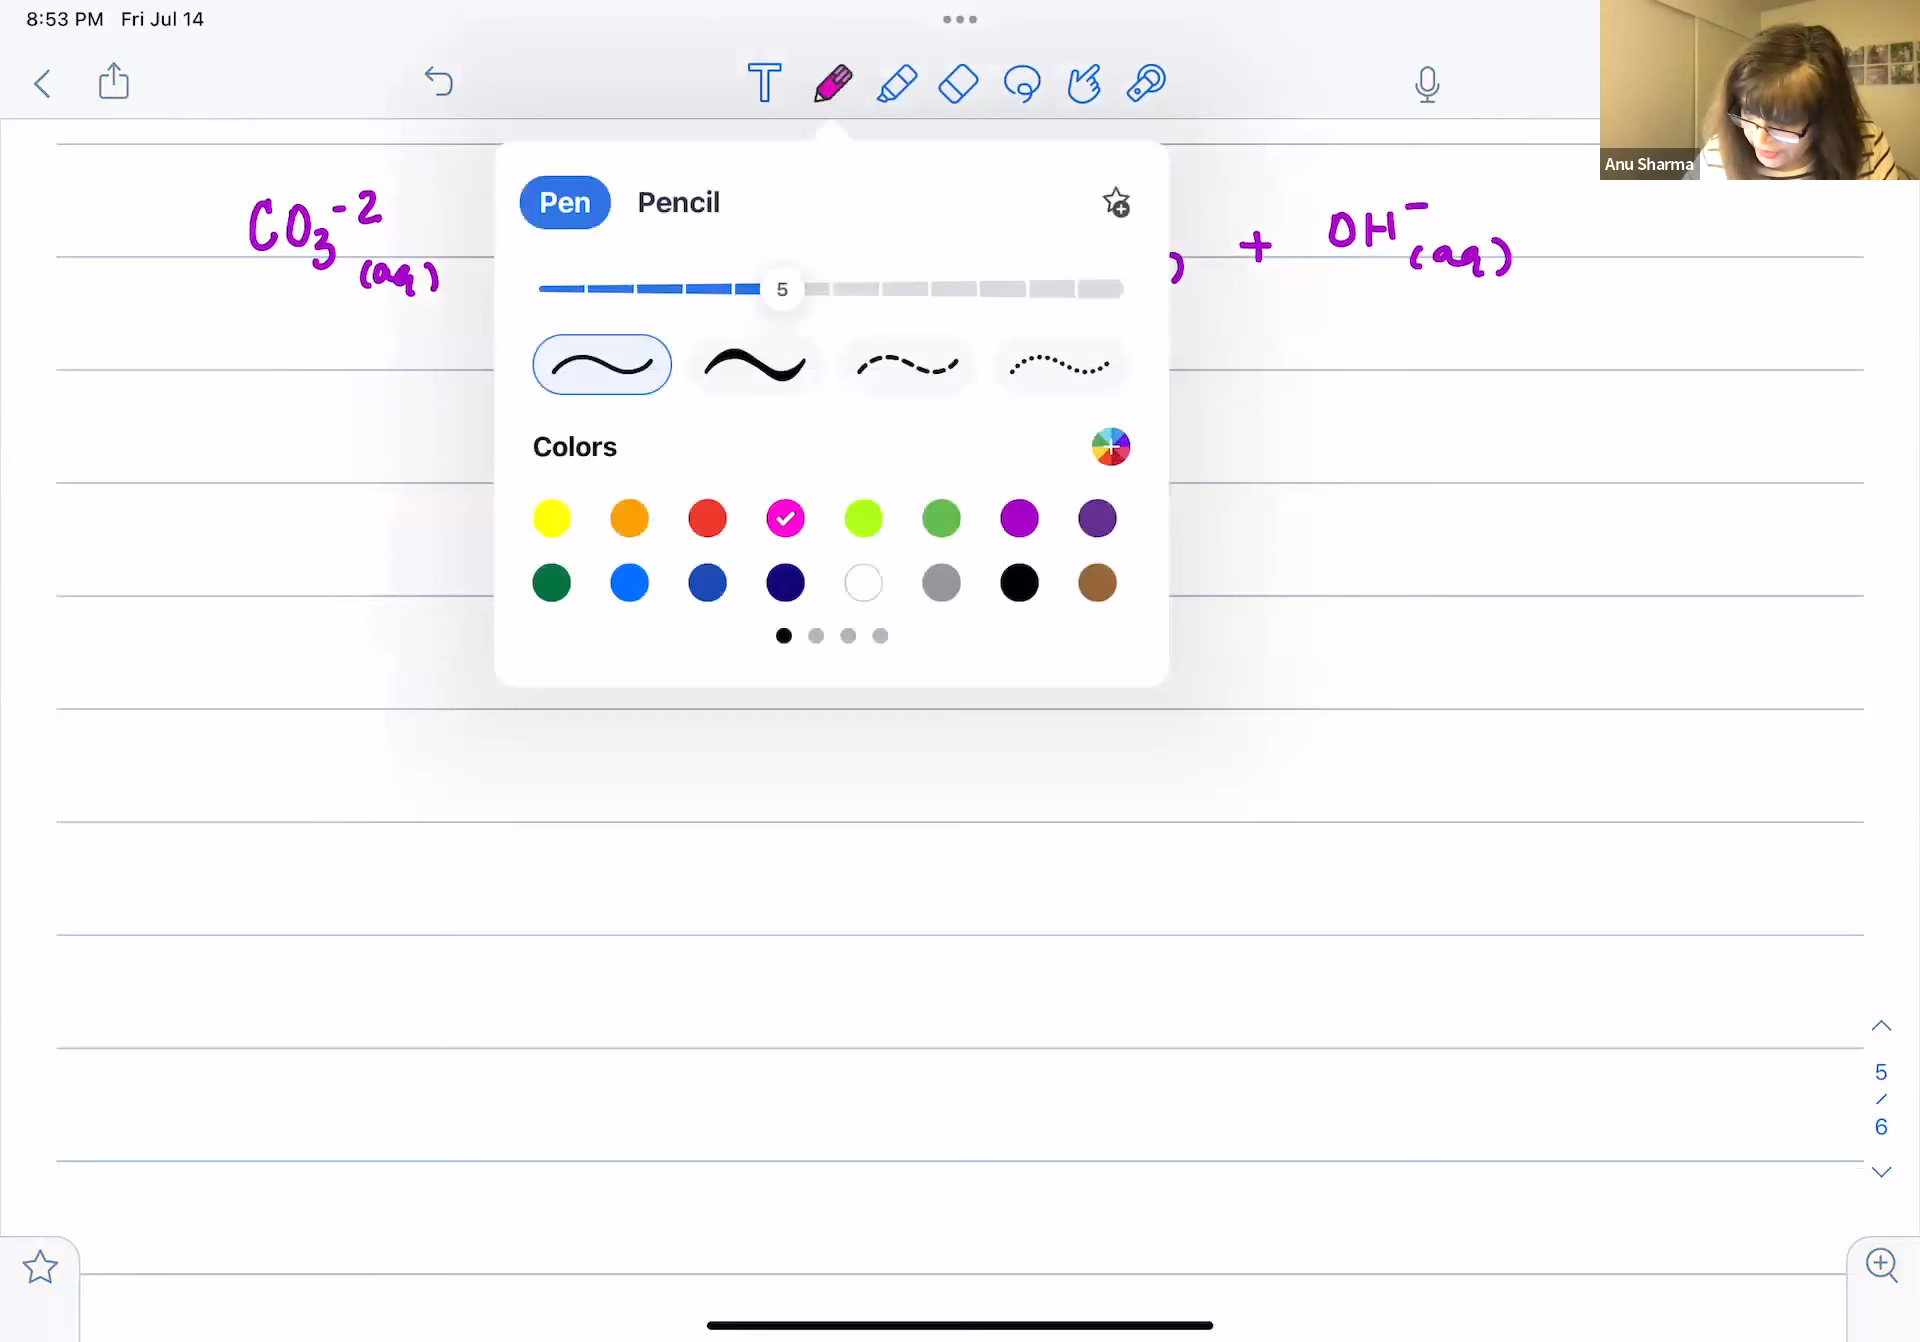 8:53 PM Fri Jul 14
T
Anu Sharma
Pen Pencil
CO₃⁻²(aq) ) + OH⁻(aq)
5
Colors
5
/
6